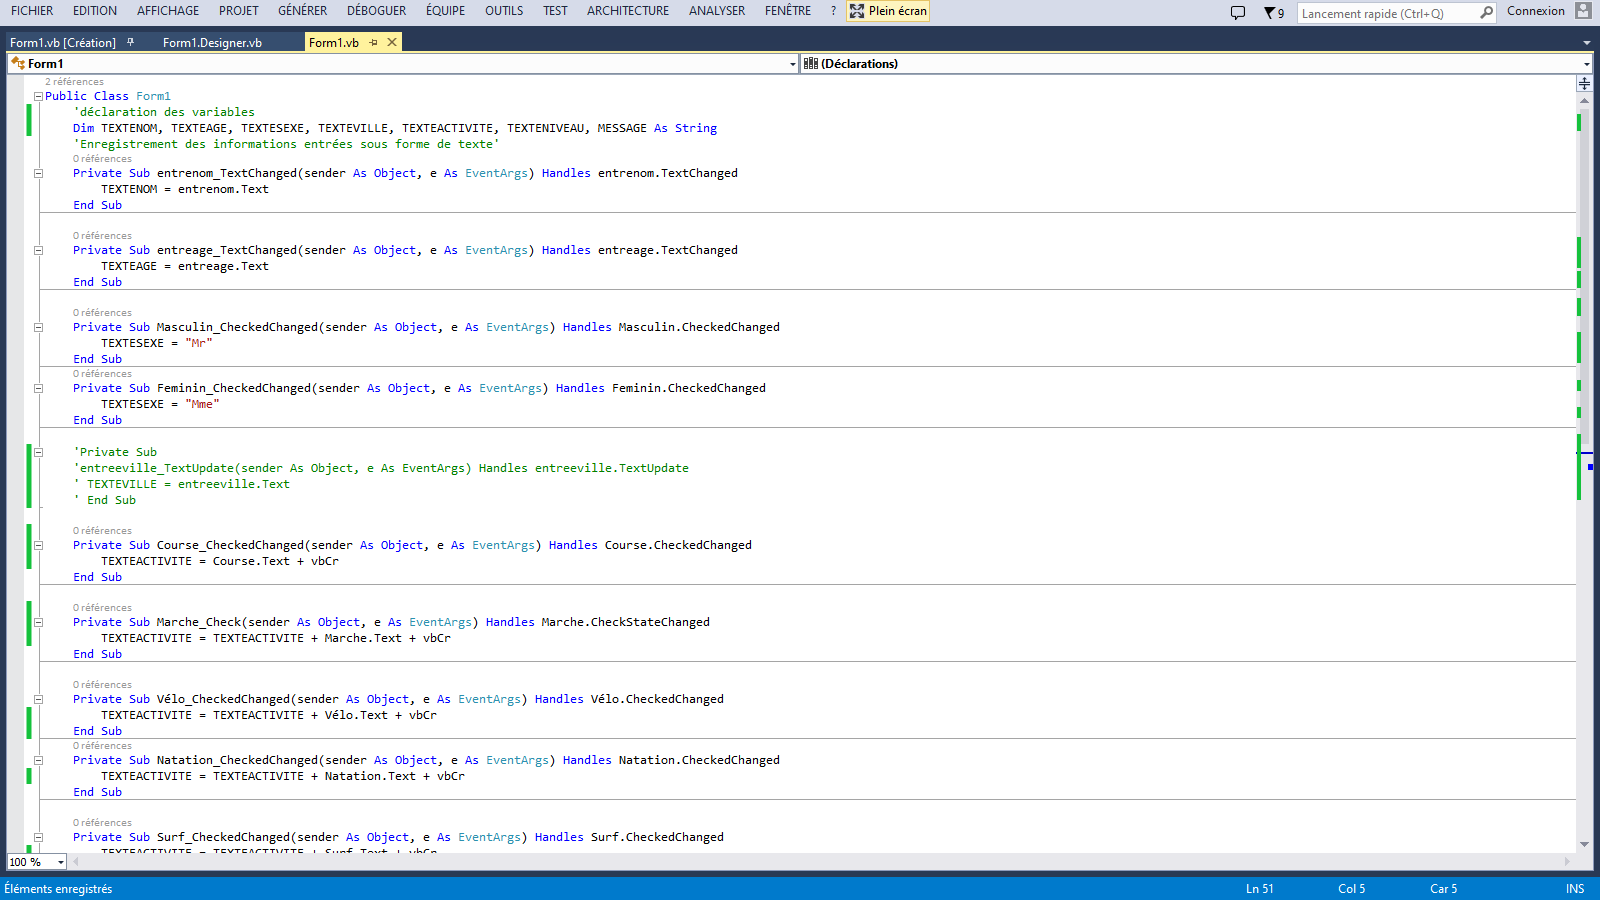 FICHIER EDITION AFFICHAGE PROJET GÉNÉRER DÉBOGUER ÉQUIPE OUTILS TEST ARCHITECTURE ANALYSER FENÊTRE ? Plein écran 9 Lancement rapide (Ctrl+Q) Connexion
Form1.vb [Création] Form1.Designer.vb Form1.vb
Form1 (Déclarations)
2 références
Public Class Form1
'déclaration des variables
Dim TEXTENOM, TEXTEAGE, TEXTESEXE, TEXTEVILLE, TEXTEACTIVITE, TEXTENIVEAU, MESSAGE As String
'Enregistrement des informations entrées sous forme de texte'
0 références
Private Sub entrenom_TextChanged(sender As Object, e As EventArgs) Handles entrenom.TextChanged
TEXTENOM = entrenom.Text
End Sub
0 références
Private Sub entreage_TextChanged(sender As Object, e As EventArgs) Handles entreage.TextChanged
TEXTEAGE = entreage.Text
End Sub
0 références
Private Sub Masculin_CheckedChanged(sender As Object, e As EventArgs) Handles Masculin.CheckedChanged
TEXTESEXE = "Mr"
End Sub
0 références
Private Sub Feminin_CheckedChanged(sender As Object, e As EventArgs) Handles Feminin.CheckedChanged
TEXTESEXE = "Mme"
End Sub
'Private Sub
'entreeville_TextUpdate(sender As Object, e As EventArgs) Handles entreeville.TextUpdate
' TEXTEVILLE = entreeville.Text
' End Sub
0 références
Private Sub Course_CheckedChanged(sender As Object, e As EventArgs) Handles Course.CheckedChanged
TEXTEACTIVITE = Course.Text + vbCr
End Sub
0 références
Private Sub Marche_Check(sender As Object, e As EventArgs) Handles Marche.CheckStateChanged
TEXTEACTIVITE = TEXTEACTIVITE + Marche.Text + vbCr
End Sub
0 références
Private Sub Vélo_CheckedChanged(sender As Object, e As EventArgs) Handles Vélo.CheckedChanged
TEXTEACTIVITE = TEXTEACTIVITE + Vélo.Text + vbCr
End Sub
0 références
Private Sub Natation_CheckedChanged(sender As Object, e As EventArgs) Handles Natation.CheckedChanged
TEXTEACTIVITE = TEXTEACTIVITE + Natation.Text + vbCr
End Sub
0 références
Private Sub Surf_CheckedChanged(sender As Object, e As EventArgs) Handles Surf.CheckedChanged
TEXTEACTIVITE = TEXTEACTIVITE + Surf.Text + vbCr
100 %
Éléments enregistrés Ln 51 Col 5 Car 5 INS